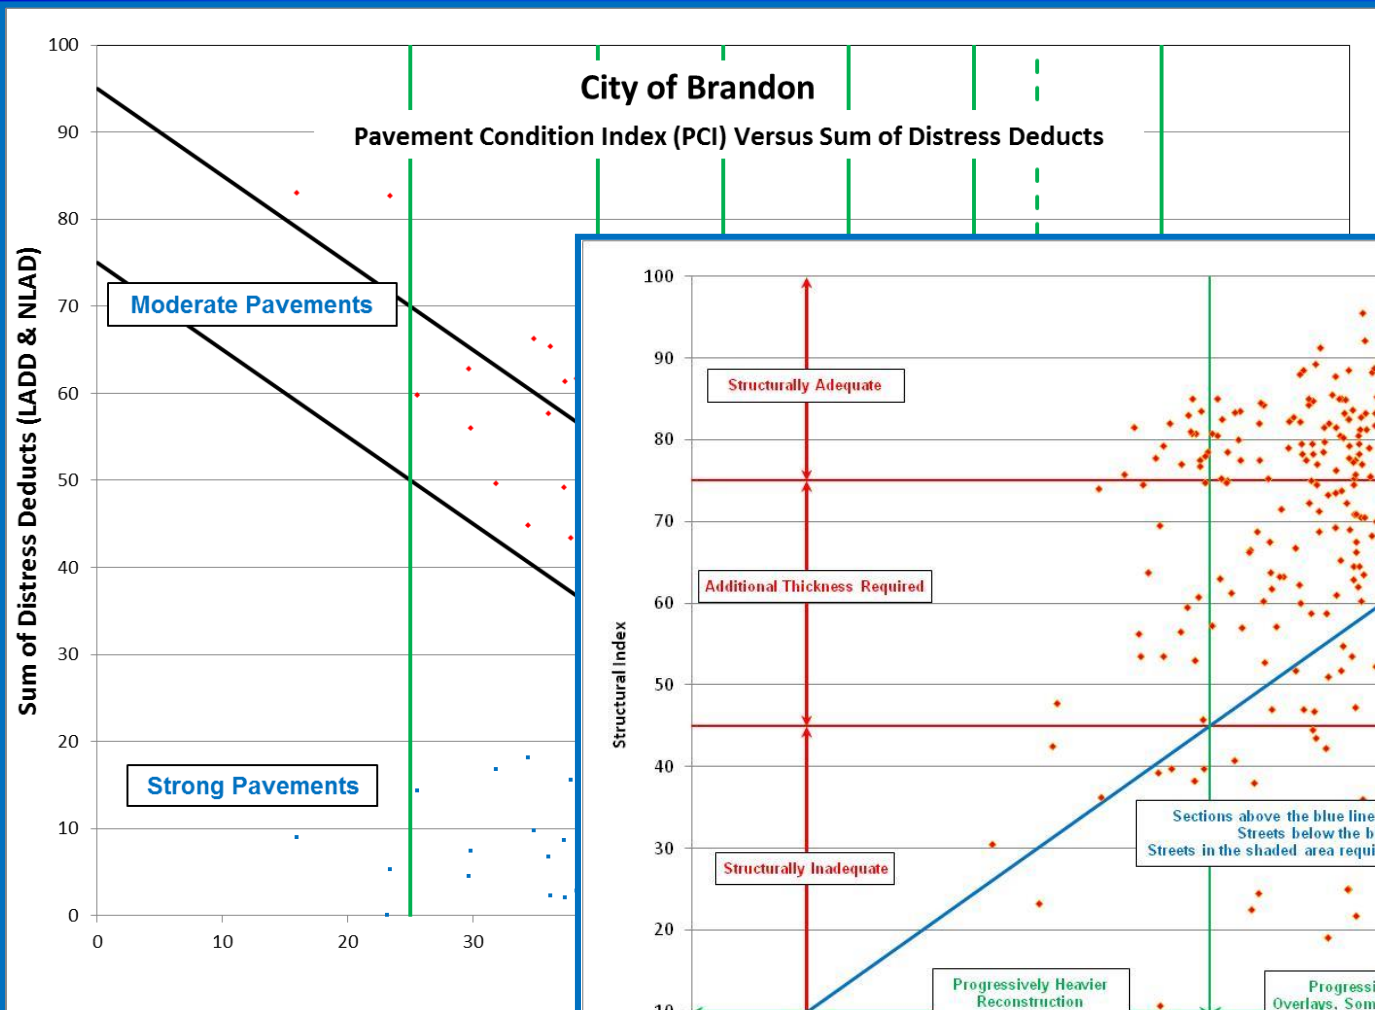 City of Brandon
Pavement Condition Index (PCI) Versus Sum of Distress Deducts
Sum of Distress Deducts (LADD & NLAD)
100
90
80
70
60
50
40
30
20
10
0
0
10
20
30
Moderate Pavements
Strong Pavements
Structural Index
100
90
80
70
60
50
40
30
20
10
Structurally Adequate
Additional Thickness Required
Structurally Inadequate
Sections above the blue line
Streets below the b
Streets in the shaded area requi
Progressively Heavier
Reconstruction
Progressi
Overlays, Som